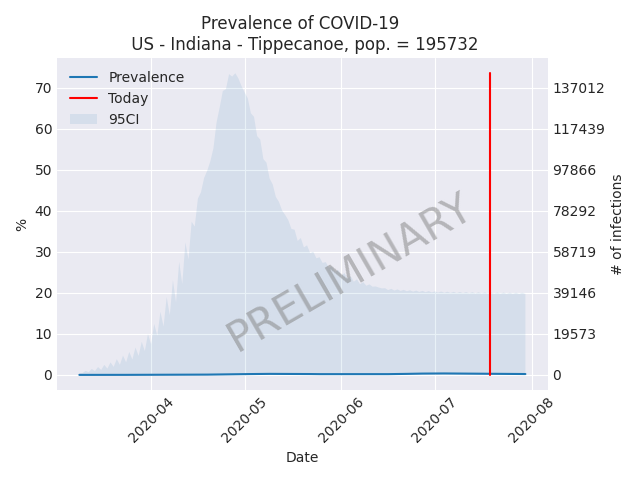 Prevalence of COVID-19
US - Indiana - Tippecanoe, pop. = 195732
Prevalence
Today
95CI
70
60
50
40
30
20
10
0
%
137012
117439
97866
78292
58719
39146
19573
0
# of infections
PRELIMINARY
2020-04
2020-05
2020-06
2020-07
2020-08
Date